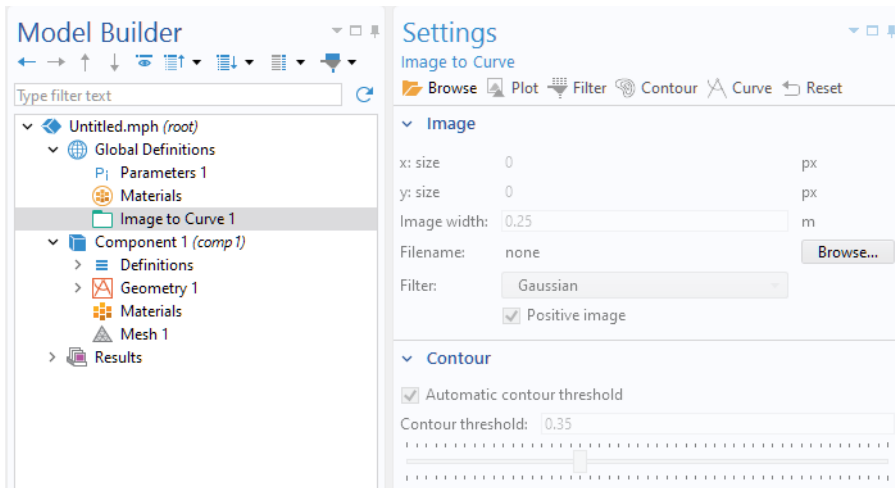 Model Builder
Type filter text
Untitled.mph (root)
Global Definitions
Pi Parameters 1
Materials
Image to Curve 1
Component 1 (comp1)
Definitions
Geometry 1
Materials
Mesh 1
Results
Settings
Image to Curve
Browse Plot Filter Contour Curve Reset
Image
x: size 0 px
y: size 0 px
Image width: 0.25 m
Filename: none Browse...
Filter: Gaussian
Positive image
Contour
Automatic contour threshold
Contour threshold: 0.35